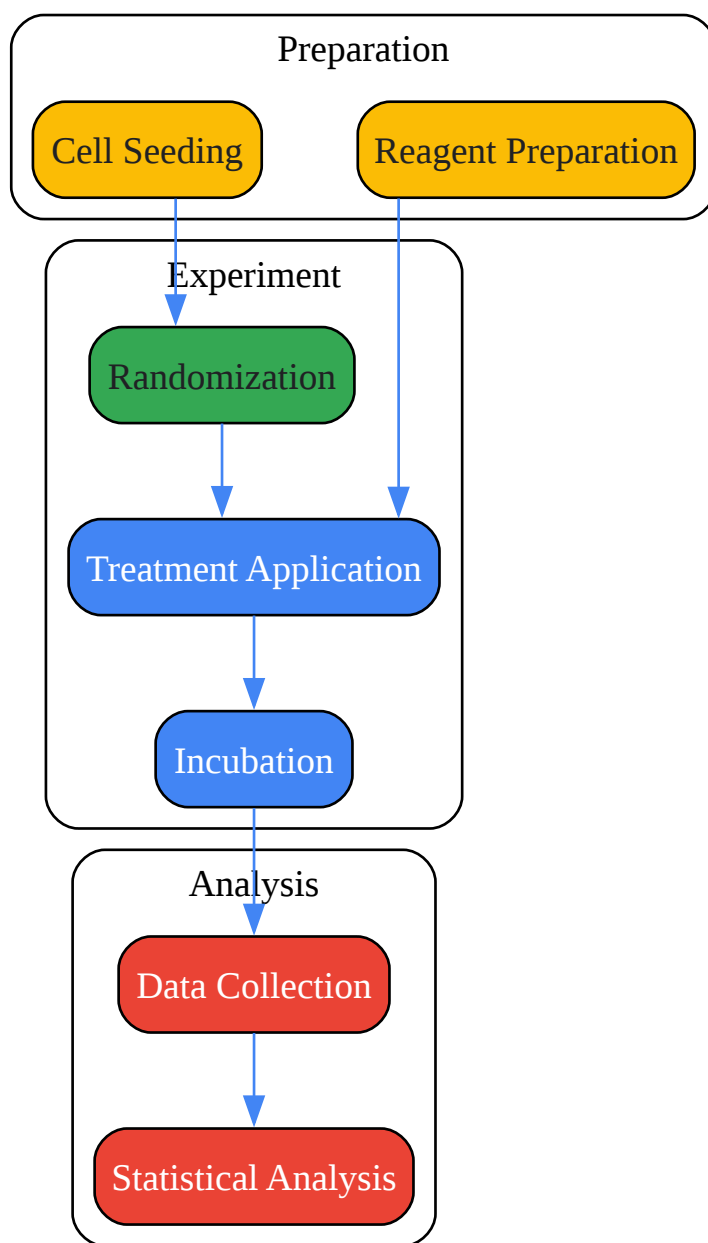 Preparation
Cell Seeding
Reagent Preparation
Experiment
Randomization
Treatment Application
Incubation
Analysis
Data Collection
Statistical Analysis